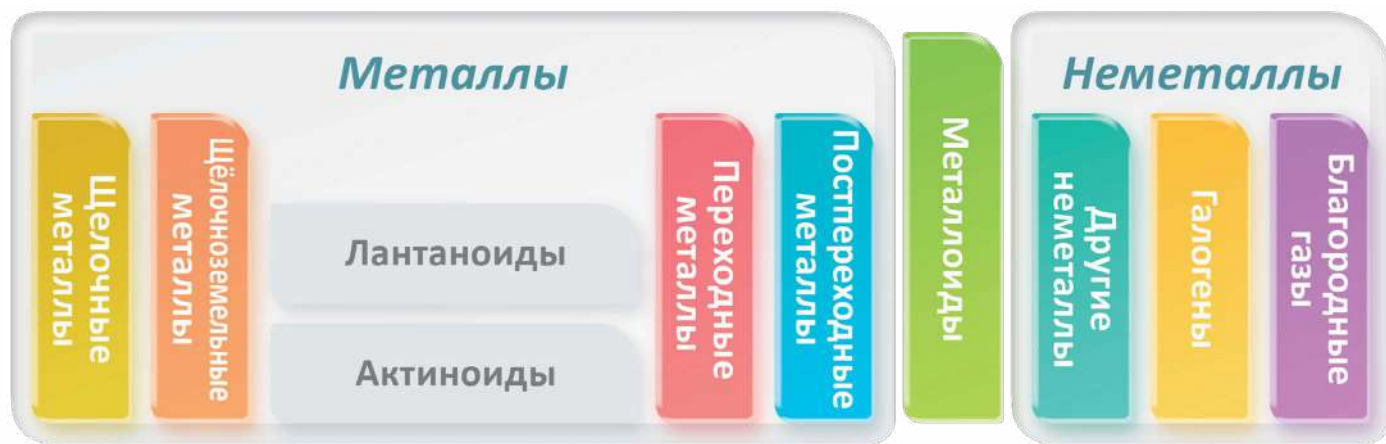 Металлы
Щелочные
металлы
Щёлочноземельные
металлы
Лантаноиды
Актиноиды
Переходные
металлы
Постпереходные
металлы
Металлоиды
Неметаллы
Другие
неметаллы
Галогены
Благородные
газы